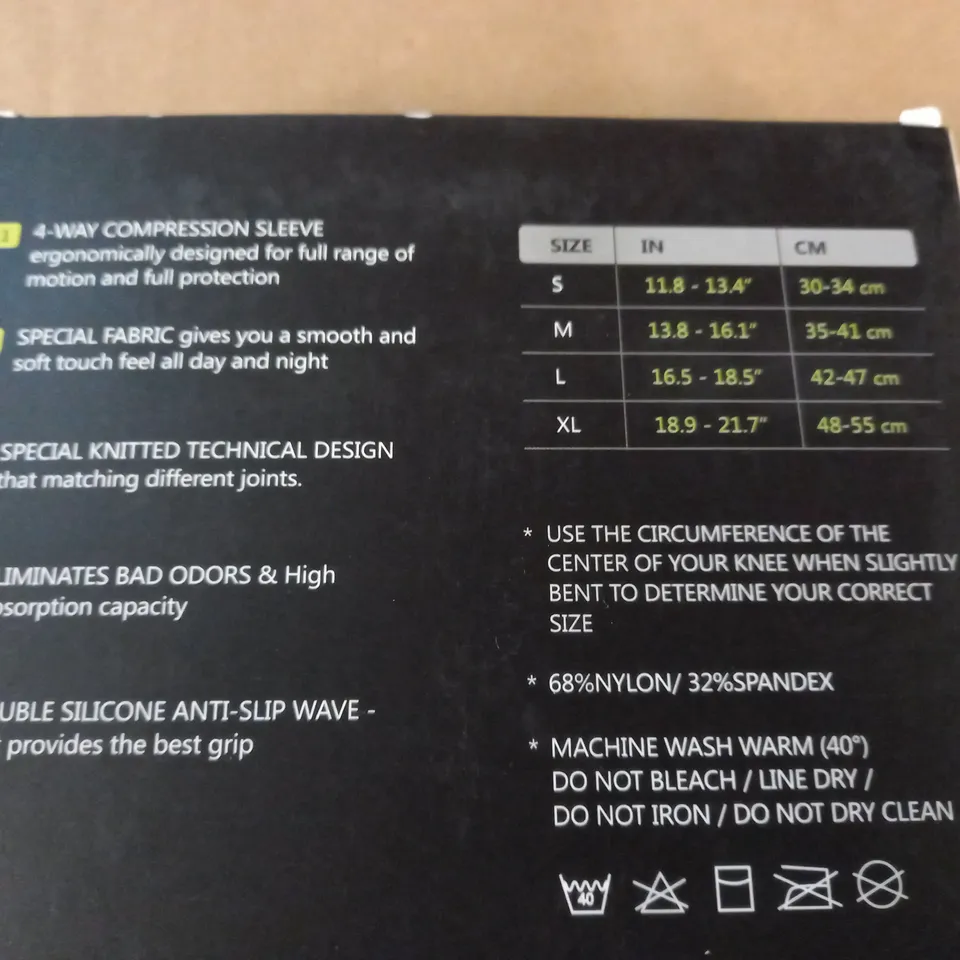 1
4-WAY COMPRESSION SLEEVE
ergonomically designed for full range of
motion and full protection
SPECIAL FABRIC gives you a smooth and
soft touch feel all day and night
SPECIAL KNITTED TECHNICAL DESIGN
that matching different joints.
LIMINATES BAD ODORS & High
bsorption capacity
UBLE SILICONE ANTI-SLIP WAVE -
provides the best grip
SIZE IN CM
S 11.8 - 13.4" 30-34 cm
M 13.8 - 16.1" 35-41 cm
L 16.5 - 18.5" 42-47 cm
XL 18.9 - 21.7" 48-55 cm
* USE THE CIRCUMFERENCE OF THE
CENTER OF YOUR KNEE WHEN SLIGHTLY
BENT TO DETERMINE YOUR CORRECT
SIZE
* 68%NYLON/ 32%SPANDEX
* MACHINE WASH WARM (40°)
DO NOT BLEACH / LINE DRY /
DO NOT IRON / DO NOT DRY CLEAN
40